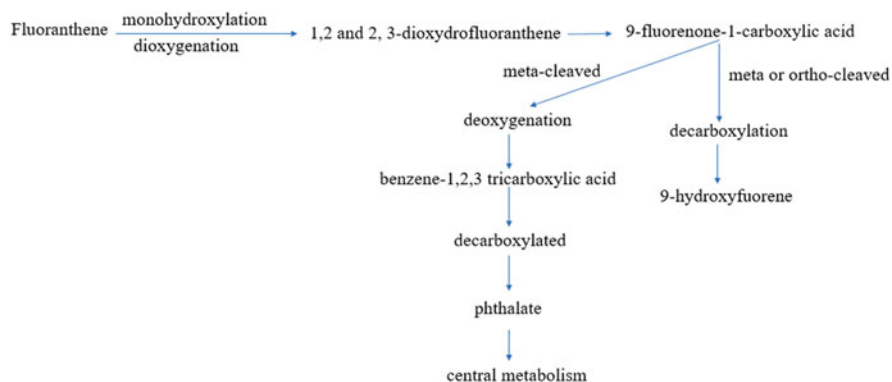 Fluoranthene
monohydroxylation
dioxygenation
1,2 and 2, 3-dioxydrofluoranthene
9-fluorenone-1-carboxylic acid
meta-cleaved
meta or ortho-cleaved
deoxygenation
decarboxylation
benzene-1,2,3 tricarboxylic acid
9-hydroxyfuorene
decarboxylated
phthalate
central metabolism